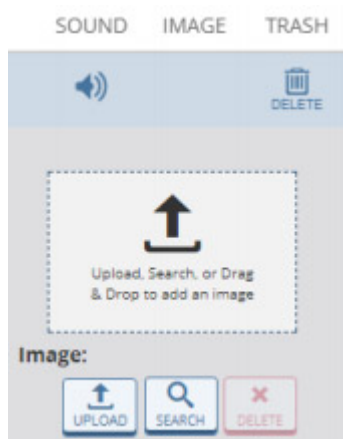 SOUND IMAGE TRASH
DELETE
Upload, Search, or Drag
& Drop to add an image
Image:
UPLOAD SEARCH DELETE